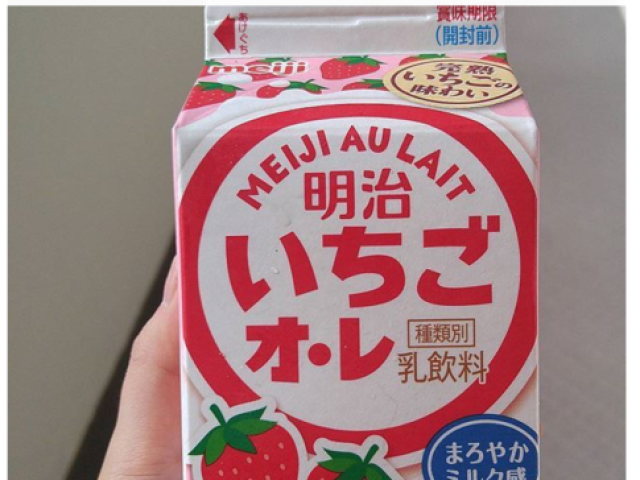 あけぐち
賞味期限
(開封前)
meiji
完熟
いちごの
味わい
MEIJI AU LAIT
明治
いちご
オ・レ
種類別
乳飲料
まろやか
ミルク感